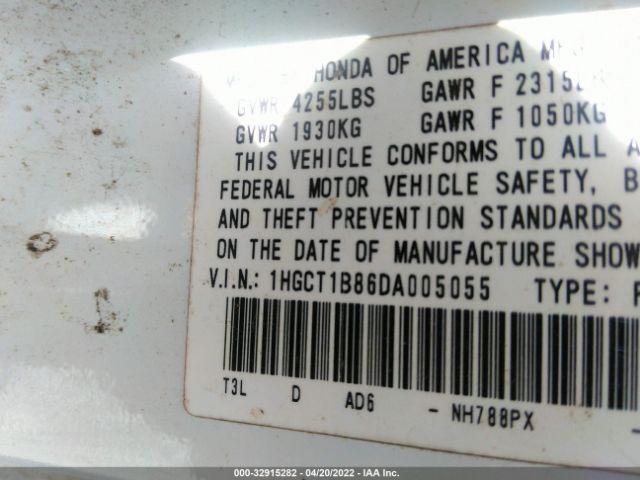 HONDA OF AMERICA
GVWR 4255LBS GAWR F 2315
GVWR 1930KG GAWR F 1050KG
THIS VEHICLE CONFORMS TO ALL
FEDERAL MOTOR VEHICLE SAFETY,
AND THEFT PREVENTION STANDARDS
ON THE DATE OF MANUFACTURE SHOW
V.I.N.: 1HGCT1B86DA005055 TYPE:
T3L D AD6 - NH788PX -
000-32915282 - 04/20/2022 - IAA Inc.